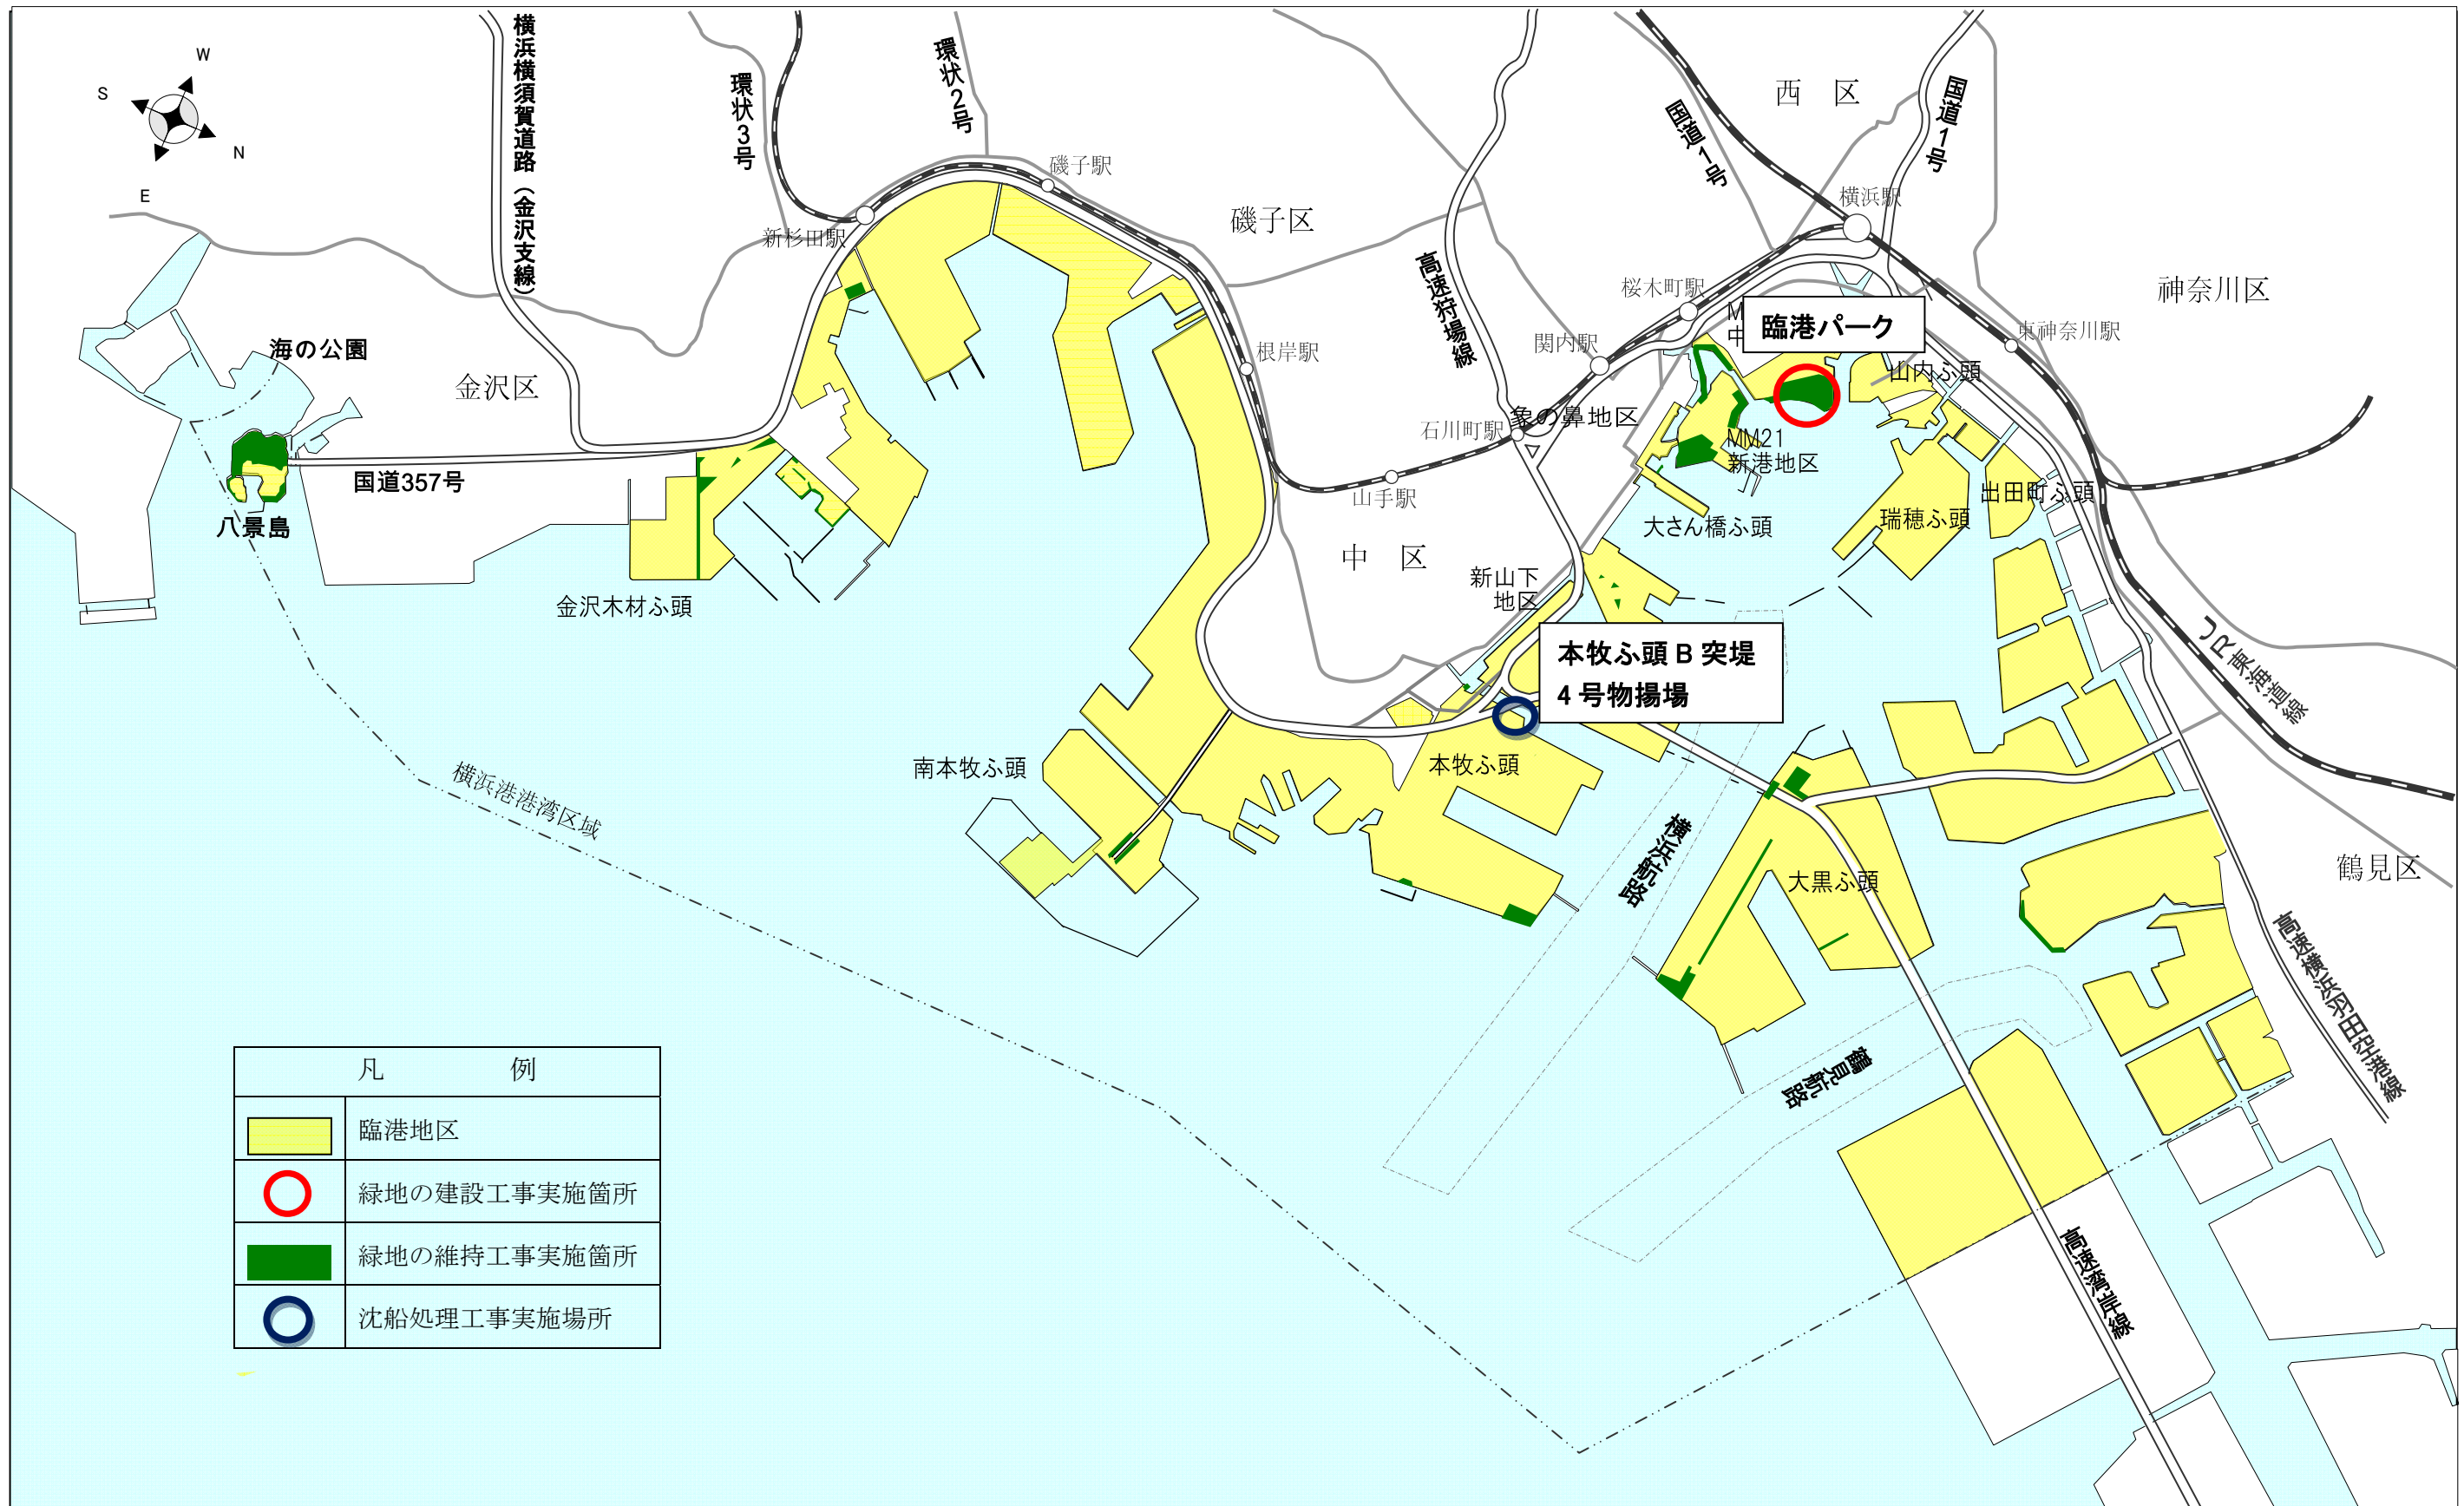 W
S
N
E
横浜横須賀道路（金沢支線）
環状3号
環状2号
国道1号
西 区
国道1号
磯子駅
横浜駅
新杉田駅
磯子区
高速狩場線
桜木町駅
神奈川区
M
中
臨港パーク
東神奈川駅
関内駅
根岸駅
海の公園
金沢区
山内ふ頭
石川町駅
象の鼻地区
MM21
新港地区
国道357号
山手駅
出田町ふ頭
八景島
大さん橋ふ頭
瑞穂ふ頭
中 区
新山下
地区
金沢木材ふ頭
本牧ふ頭 B 突堤
4 号物揚場
JR東海道線
南本牧ふ頭
本牧ふ頭
横浜港港湾区域
横浜航路
大黒ふ頭
鶴見区
高速横浜羽田空港線
鶴見航路
高速湾岸線
凡 例
臨港地区
緑地の建設工事実施箇所
緑地の維持工事実施箇所
沈船処理工事実施場所